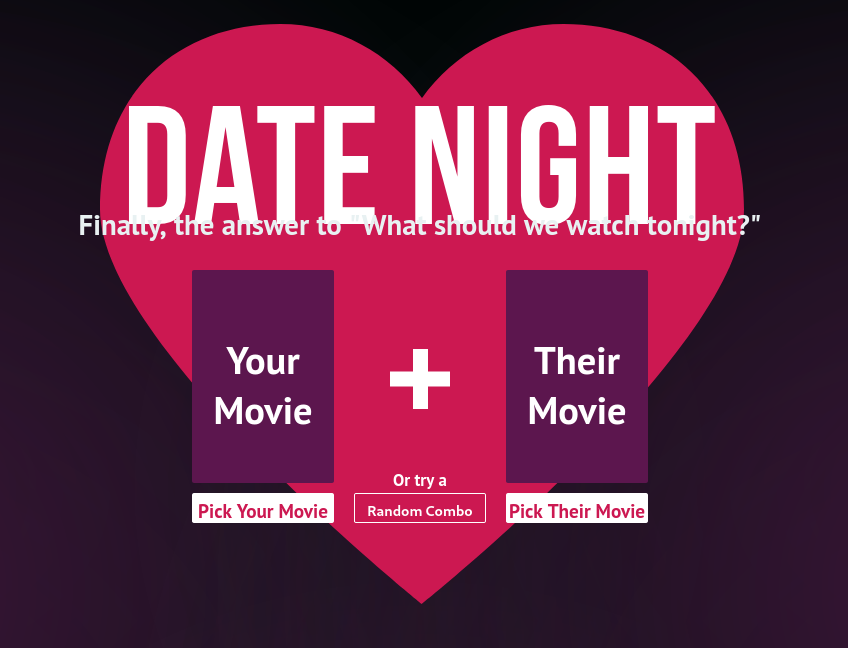 DATE NIGHT
Finally, the answer to "What should we watch tonight?"
Your
Movie
Their
Movie
Or try a
Pick Your Movie
Random Combo
Pick Their Movie